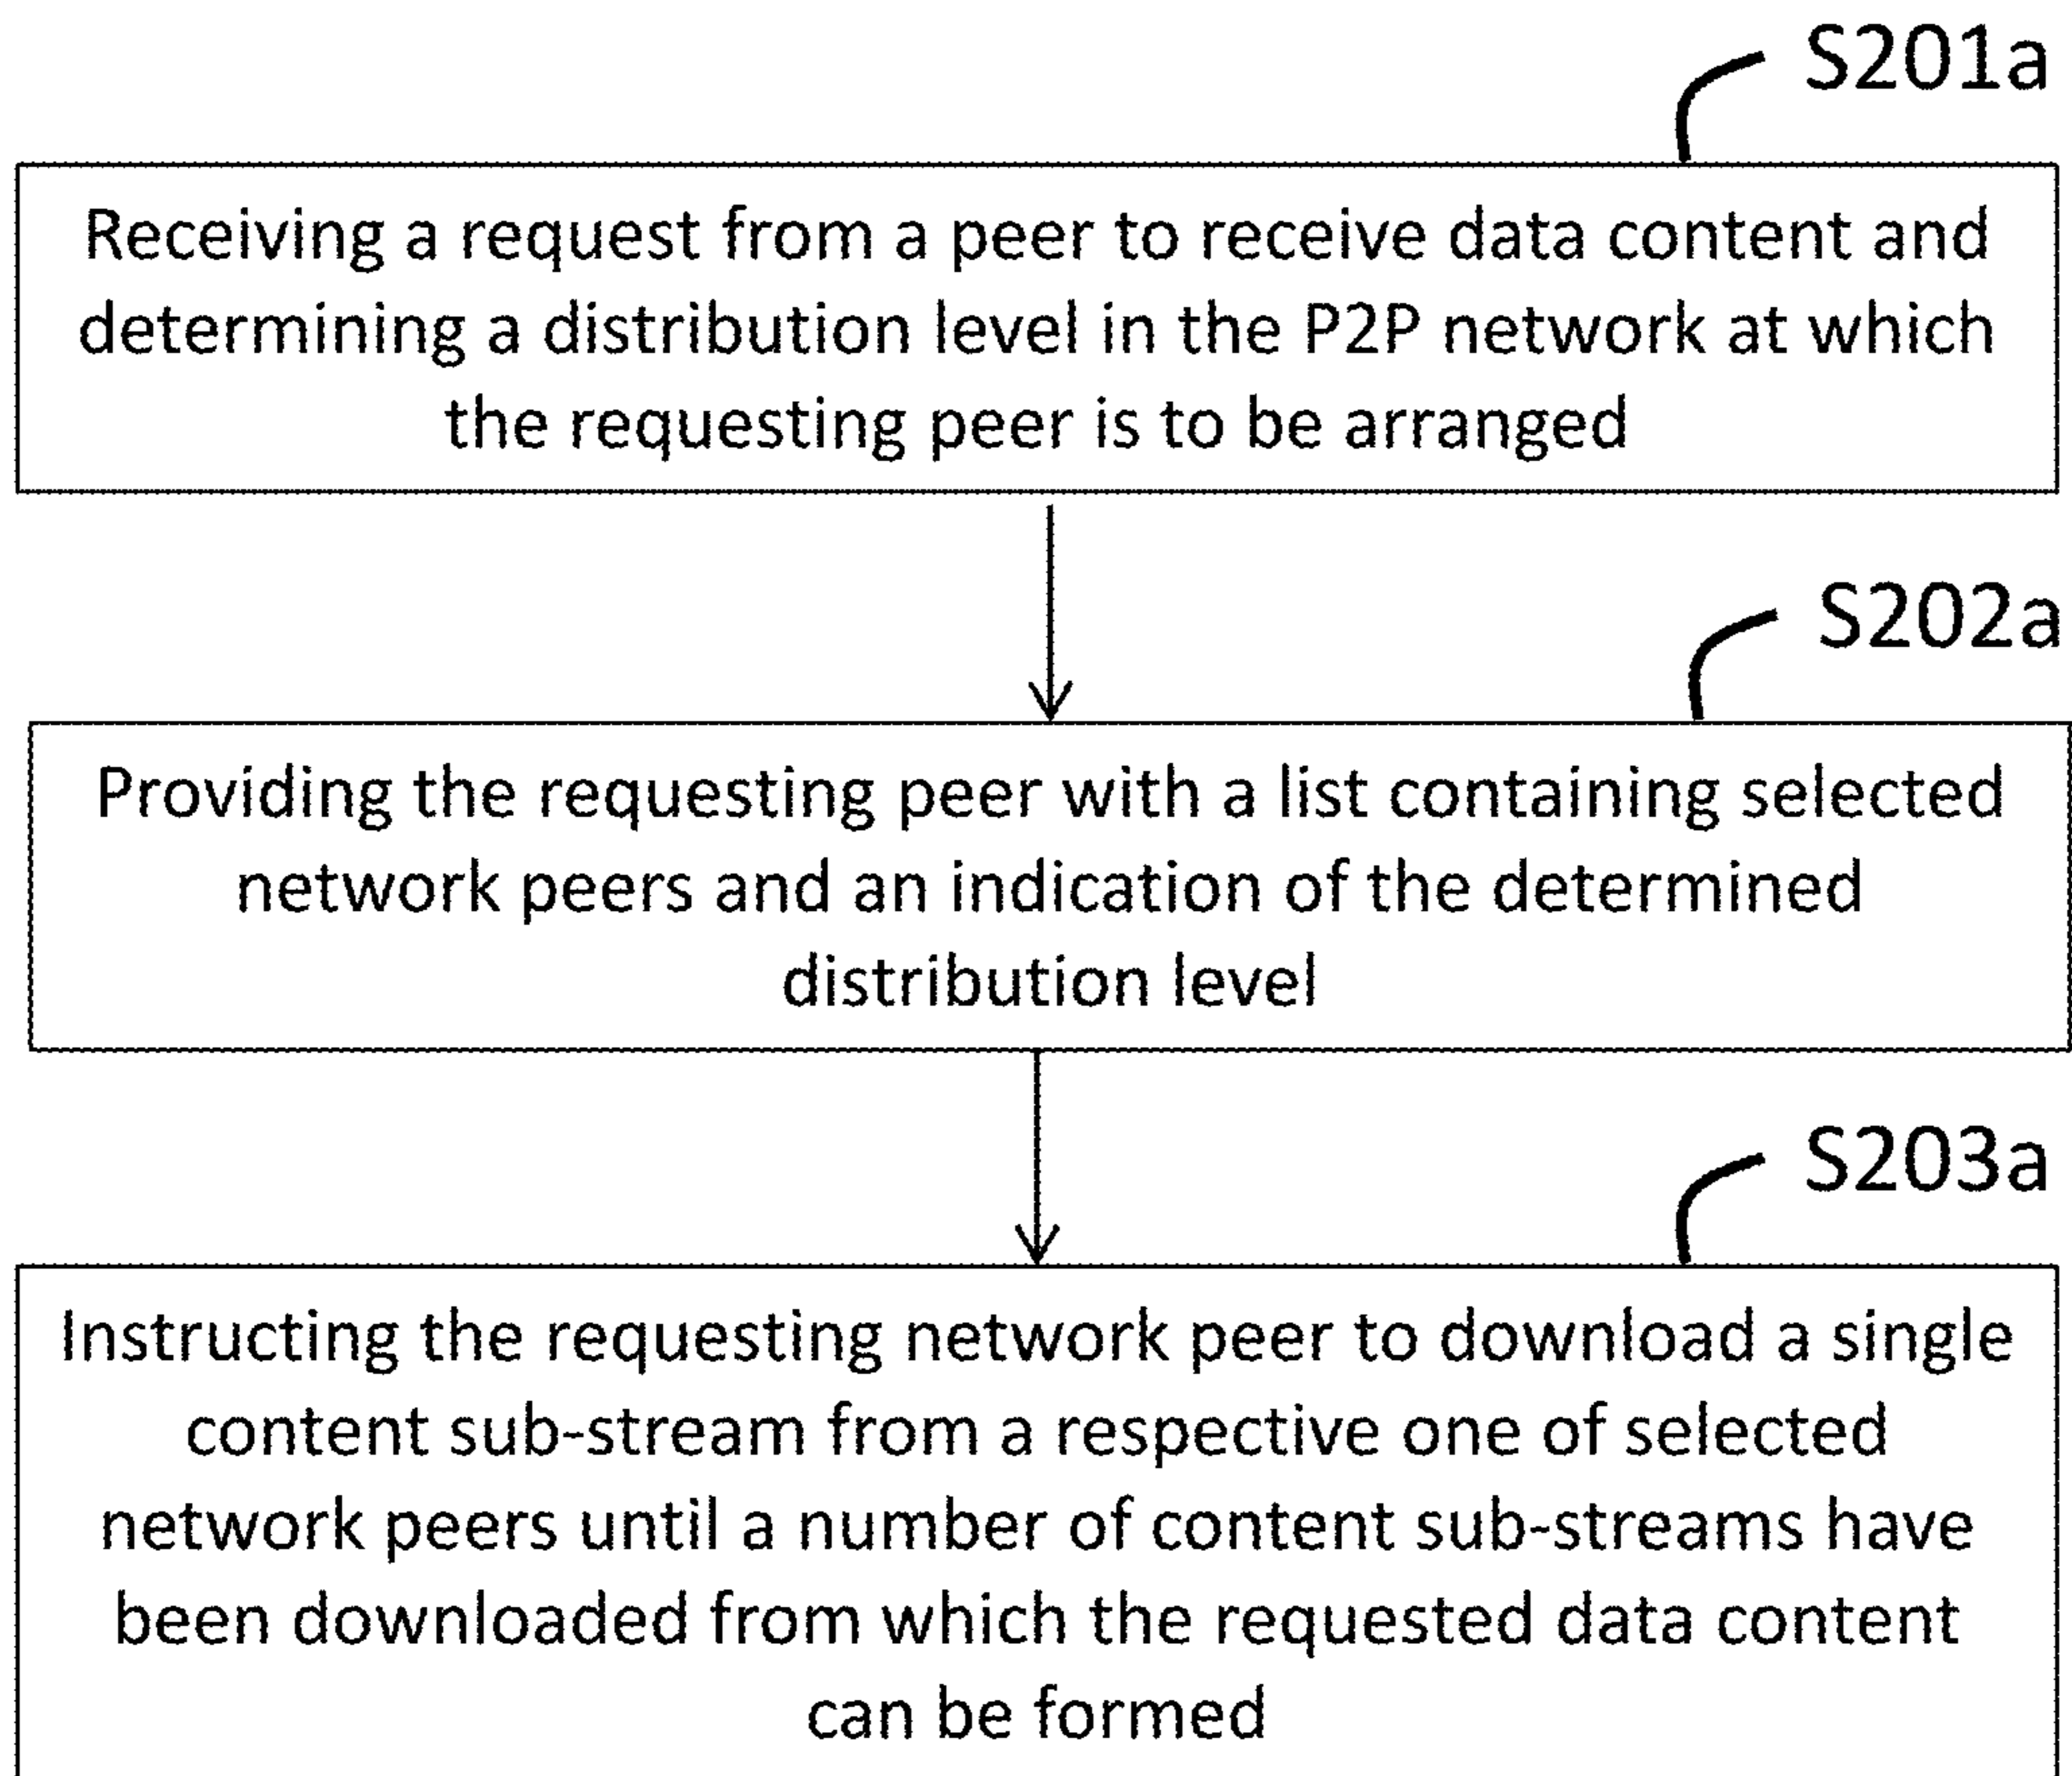 S201a
Receiving a request from a peer to receive data content and
determining a distribution level in the P2P network at which
the requesting peer is to be arranged
S202a
Providing the requesting peer with a list containing selected
network peers and an indication of the determined
distribution level
S203a
Instructing the requesting network peer to download a single
content sub-stream from a respective one of selected
network peers until a number of content sub-streams have
been downloaded from which the requested data content
can be formed